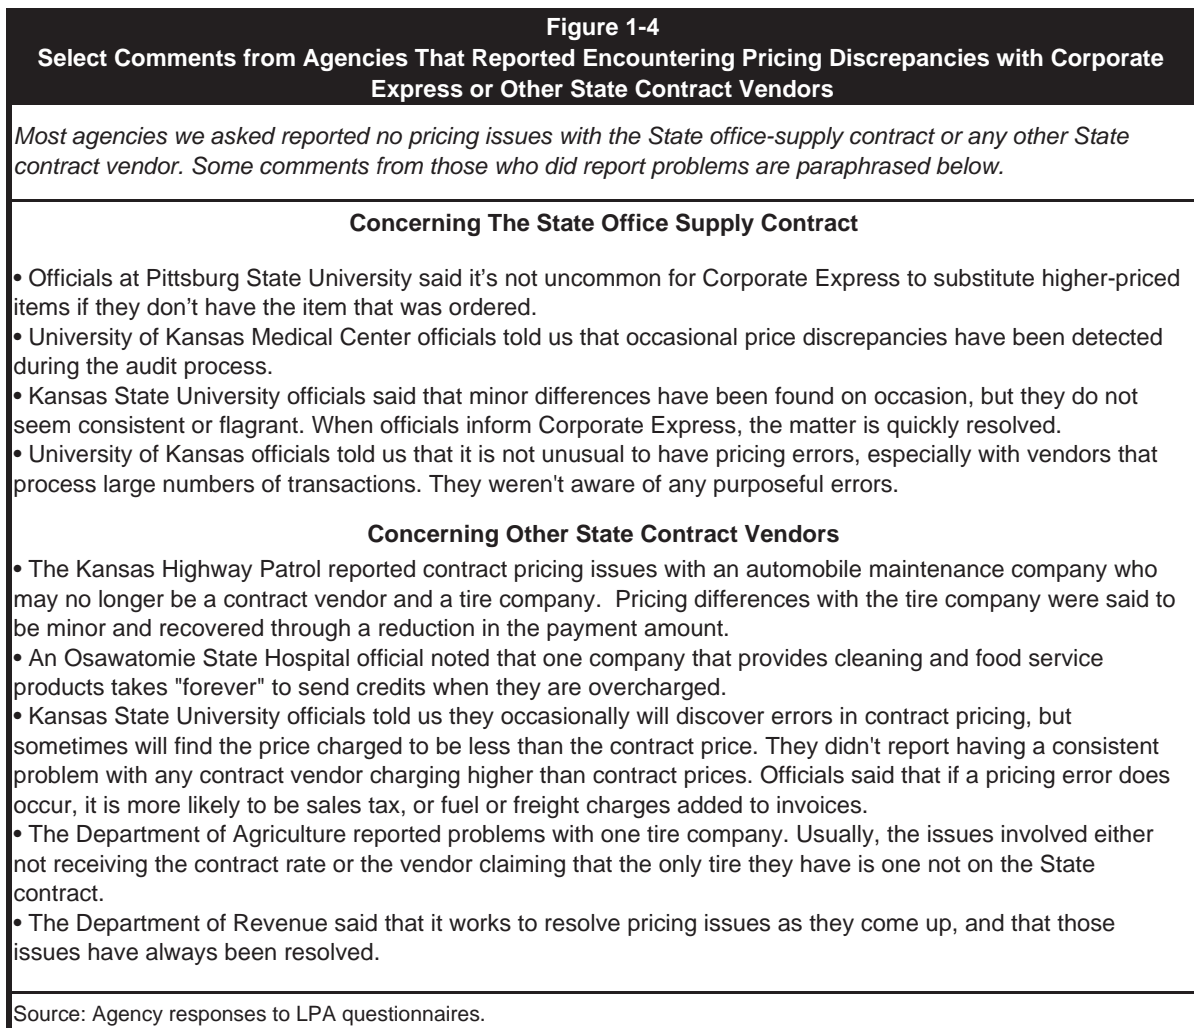 Figure 1-4
Select Comments from Agencies That Reported Encountering Pricing Discrepancies with Corporate
Express or Other State Contract Vendors
Most agencies we asked reported no pricing issues with the State office-supply contract or any other State
contract vendor. Some comments from those who did report problems are paraphrased below.
Concerning The State Office Supply Contract
• Officials at Pittsburg State University said it’s not uncommon for Corporate Express to substitute higher-priced
items if they don’t have the item that was ordered.
• University of Kansas Medical Center officials told us that occasional price discrepancies have been detected
during the audit process.
• Kansas State University officials said that minor differences have been found on occasion, but they do not
seem consistent or flagrant. When officials inform Corporate Express, the matter is quickly resolved.
• University of Kansas officials told us that it is not unusual to have pricing errors, especially with vendors that
process large numbers of transactions. They weren't aware of any purposeful errors.
Concerning Other State Contract Vendors
• The Kansas Highway Patrol reported contract pricing issues with an automobile maintenance company who
may no longer be a contract vendor and a tire company.  Pricing differences with the tire company were said to
be minor and recovered through a reduction in the payment amount.
• An Osawatomie State Hospital official noted that one company that provides cleaning and food service
products takes "forever" to send credits when they are overcharged.
• Kansas State University officials told us they occasionally will discover errors in contract pricing, but
sometimes will find the price charged to be less than the contract price. They didn't report having a consistent
problem with any contract vendor charging higher than contract prices. Officials said that if a pricing error does
occur, it is more likely to be sales tax, or fuel or freight charges added to invoices.
• The Department of Agriculture reported problems with one tire company. Usually, the issues involved either
not receiving the contract rate or the vendor claiming that the only tire they have is one not on the State
contract.
• The Department of Revenue said that it works to resolve pricing issues as they come up, and that those
issues have always been resolved.
Source: Agency responses to LPA questionnaires.